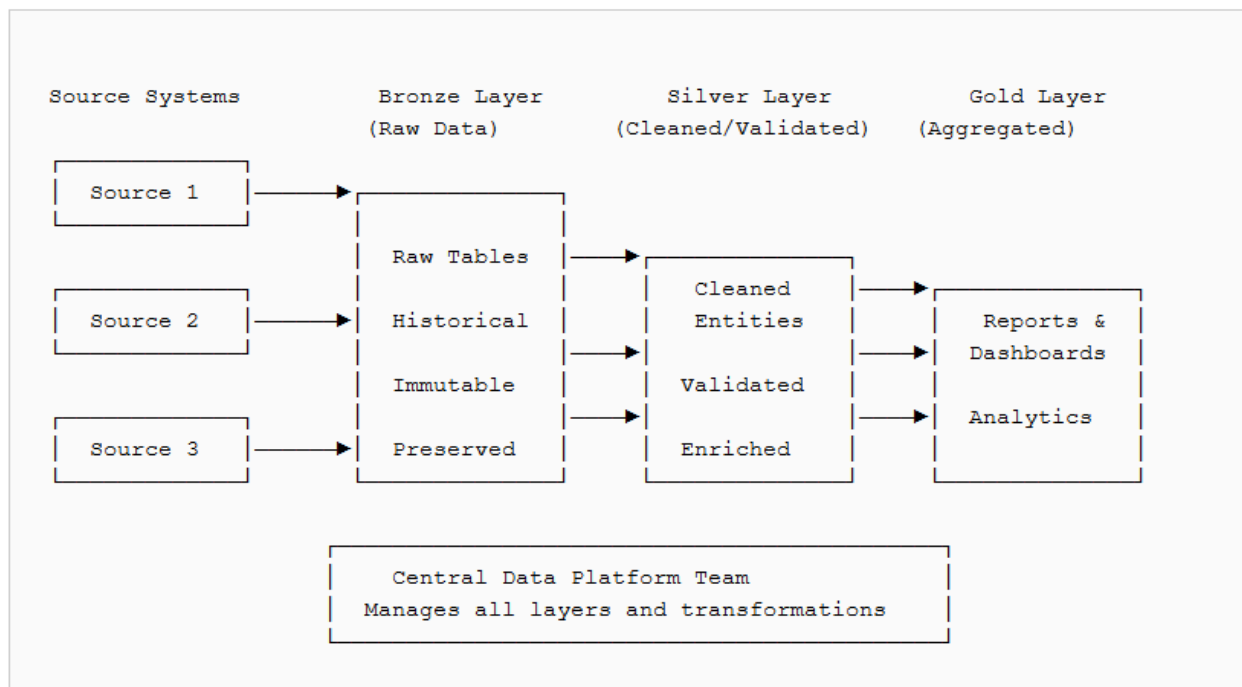 Source Systems
Bronze Layer
(Raw Data)
Silver Layer
(Cleaned/Validated)
Gold Layer
(Aggregated)
Source 1
Source 2
Source 3
Raw Tables
Historical
Immutable
Preserved
Cleaned
Entities
Validated
Enriched
Reports &
Dashboards
Analytics
Central Data Platform Team
Manages all layers and transformations